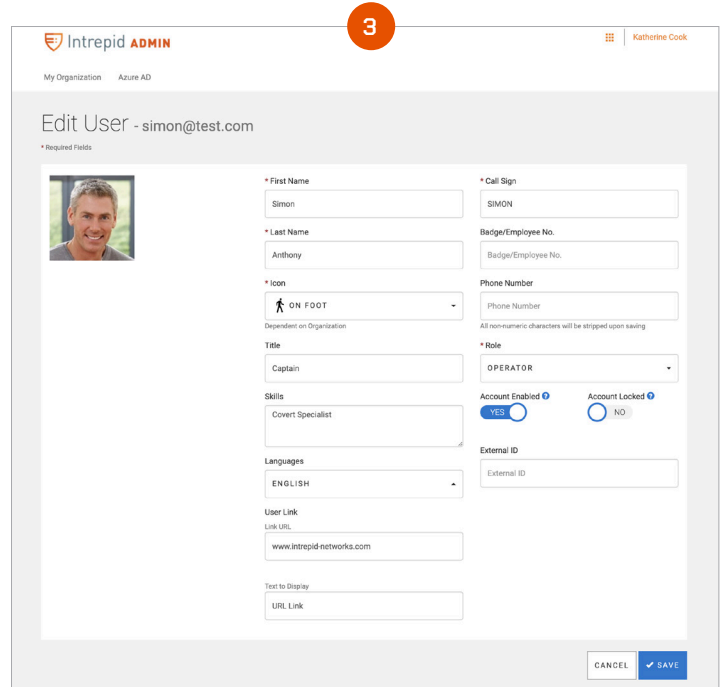 3
Intrepid ADMIN
Katherine Cook
My Organization Azure AD
Edit User - simon@test.com
* Required Fields
* First Name
Simon
* Call Sign
SIMON
* Last Name
Anthony
Badge/Employee No.
Badge/Employee No.
* Icon
ON FOOT
Dependent on Organization
Phone Number
Phone Number
All non-numeric characters will be stripped upon saving
Title
Captain
* Role
OPERATOR
Skills
Covert Specialist
Account Enabled ?
YES
Account Locked ?
NO
Languages
ENGLISH
External ID
External ID
User Link
Link URL
www.intrepid-networks.com
Text to Display
URL Link
CANCEL
SAVE